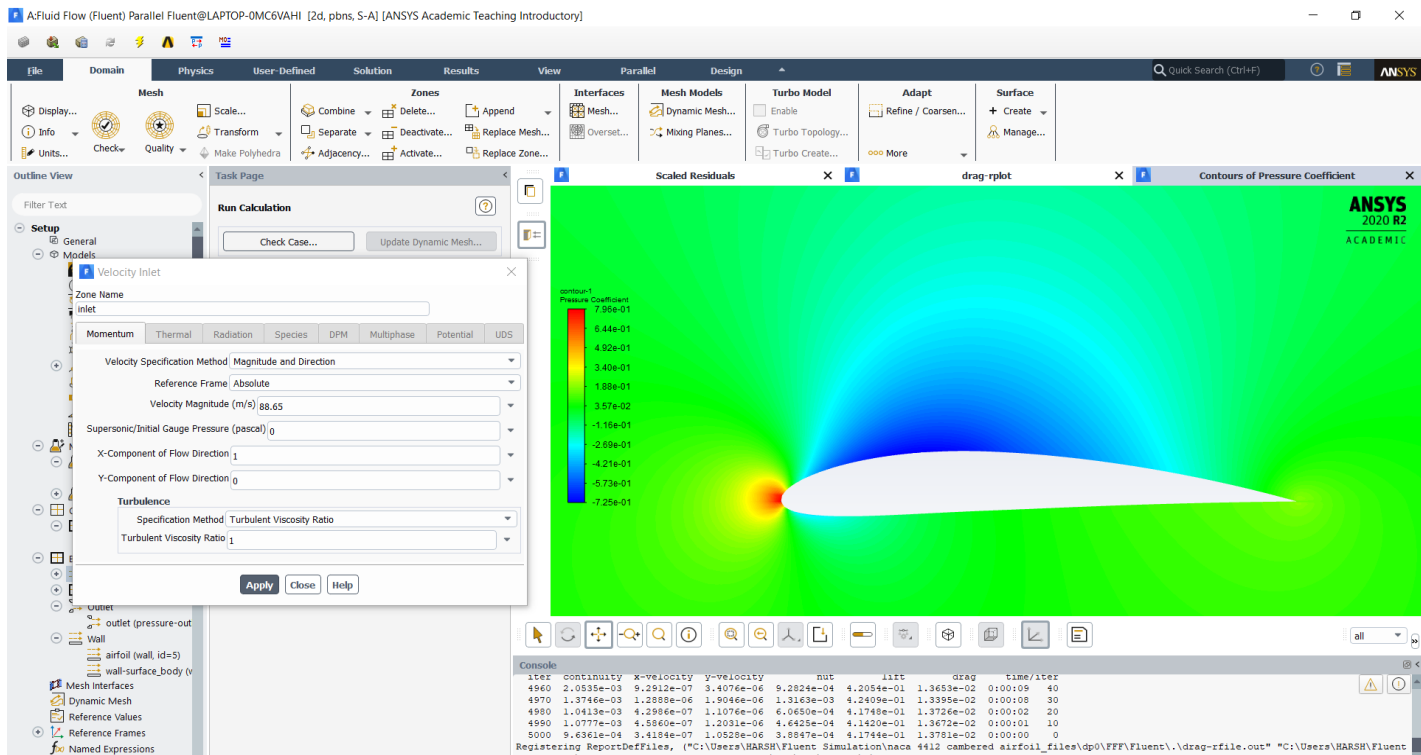 A:Fluid Flow (Fluent) Parallel Fluent@LAPTOP-0MC6VAHI [2d, pbns, S-A] [ANSYS Academic Teaching Introductory]
File Domain Physics User-Defined Solution Results View Parallel Design Quick Search (Ctrl+F) ANSYS
Mesh Zones Interfaces Mesh Models Turbo Model Adapt Surface
Display... Scale... Combine Delete... Append Mesh... Dynamic Mesh... Enable Refine / Coarsen... Create
Info Transform Separate Deactivate... Replace Mesh... Overset... Mixing Planes... Turbo Topology... Manage...
Units... Check Quality Make Polyhedra Adjacency... Activate... Replace Zone... Turbo Create... More
Outline View
Filter Text
Setup
General
Models
Task Page
Run Calculation
Check Case...
Update Dynamic Mesh...
Velocity Inlet
Zone Name
inlet
Momentum Thermal Radiation Species DPM Multiphase Potential UDS
Velocity Specification Method Magnitude and Direction
Reference Frame Absolute
Velocity Magnitude (m/s) 88.65
Supersonic/Initial Gauge Pressure (pascal) 0
X-Component of Flow Direction 1
Y-Component of Flow Direction 0
Turbulence
Specification Method Turbulent Viscosity Ratio
Turbulent Viscosity Ratio 1
Apply Close Help
Outlet
outlet (pressure-out
Wall
airfoil (wall, id=5)
wall-surface_body (w
Mesh Interfaces
Dynamic Mesh
Reference Values
Reference Frames
Named Expressions
Scaled Residuals
drag-rplot
Contours of Pressure Coefficient
ANSYS
2020 R2
ACADEMIC
contour-1
Pressure Coefficient
7.96e-01
6.44e-01
4.92e-01
3.40e-01
1.88e-01
3.57e-02
-1.16e-01
-2.69e-01
-4.21e-01
-5.73e-01
-7.25e-01
all
Console
iter continuity x-velocity y-velocity nut lift drag time/iter
4960 2.0535e-03 9.2912e-07 3.4076e-06 9.2824e-04 4.2054e-01 1.3653e-02 0:00:09 40
4970 1.3746e-03 1.2888e-06 1.9046e-06 1.3163e-03 4.2409e-01 1.3395e-02 0:00:08 30
4980 1.0413e-03 4.2986e-07 1.1076e-06 6.0650e-04 4.1748e-01 1.3726e-02 0:00:02 20
4990 1.0777e-03 4.5860e-07 1.2031e-06 4.6425e-04 4.1420e-01 1.3672e-02 0:00:01 10
5000 9.6361e-04 3.4184e-07 1.0528e-06 3.8847e-04 4.1744e-01 1.3781e-02 0:00:00 0
Registering ReportDefFiles, ("C:\Users\HARSH\Fluent Simulation\naca 4412 cambered airfoil_files\dp0\FFF\Fluent\.\drag-rfile.out" "C:\Users\HARSH\Fluent